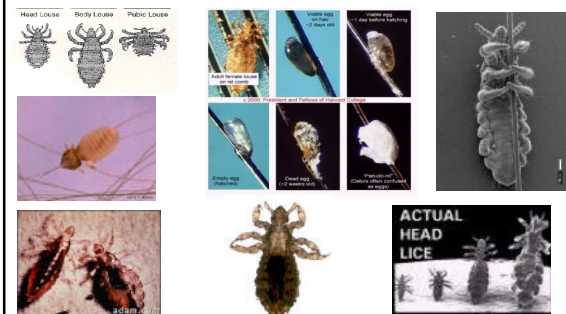 Head Louse Body Louse Pubic Louse
Adult female louse
on nit comb
Viable egg
on hair
~2 days old
Viable egg
~1 day before hatching
c.2000 President and Fellows of Harvard College
Empty egg
(hatched)
Dead egg
(>2 weeks old)
"Pseudo-nit"
(Debris often confused
as eggs)
adam.com
ACTUAL
HEAD
LICE